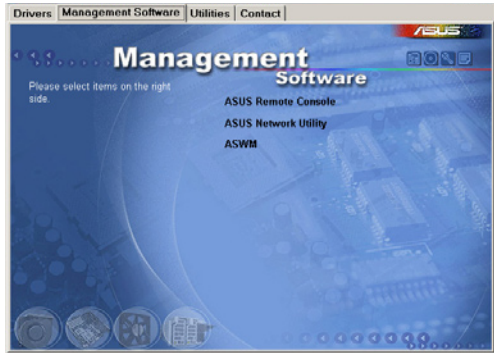 Drivers Management Software Utilities Contact
ASUS
Management
Software
Please select items on the right
side.
ASUS Remote Console
ASUS Network Utility
ASWM